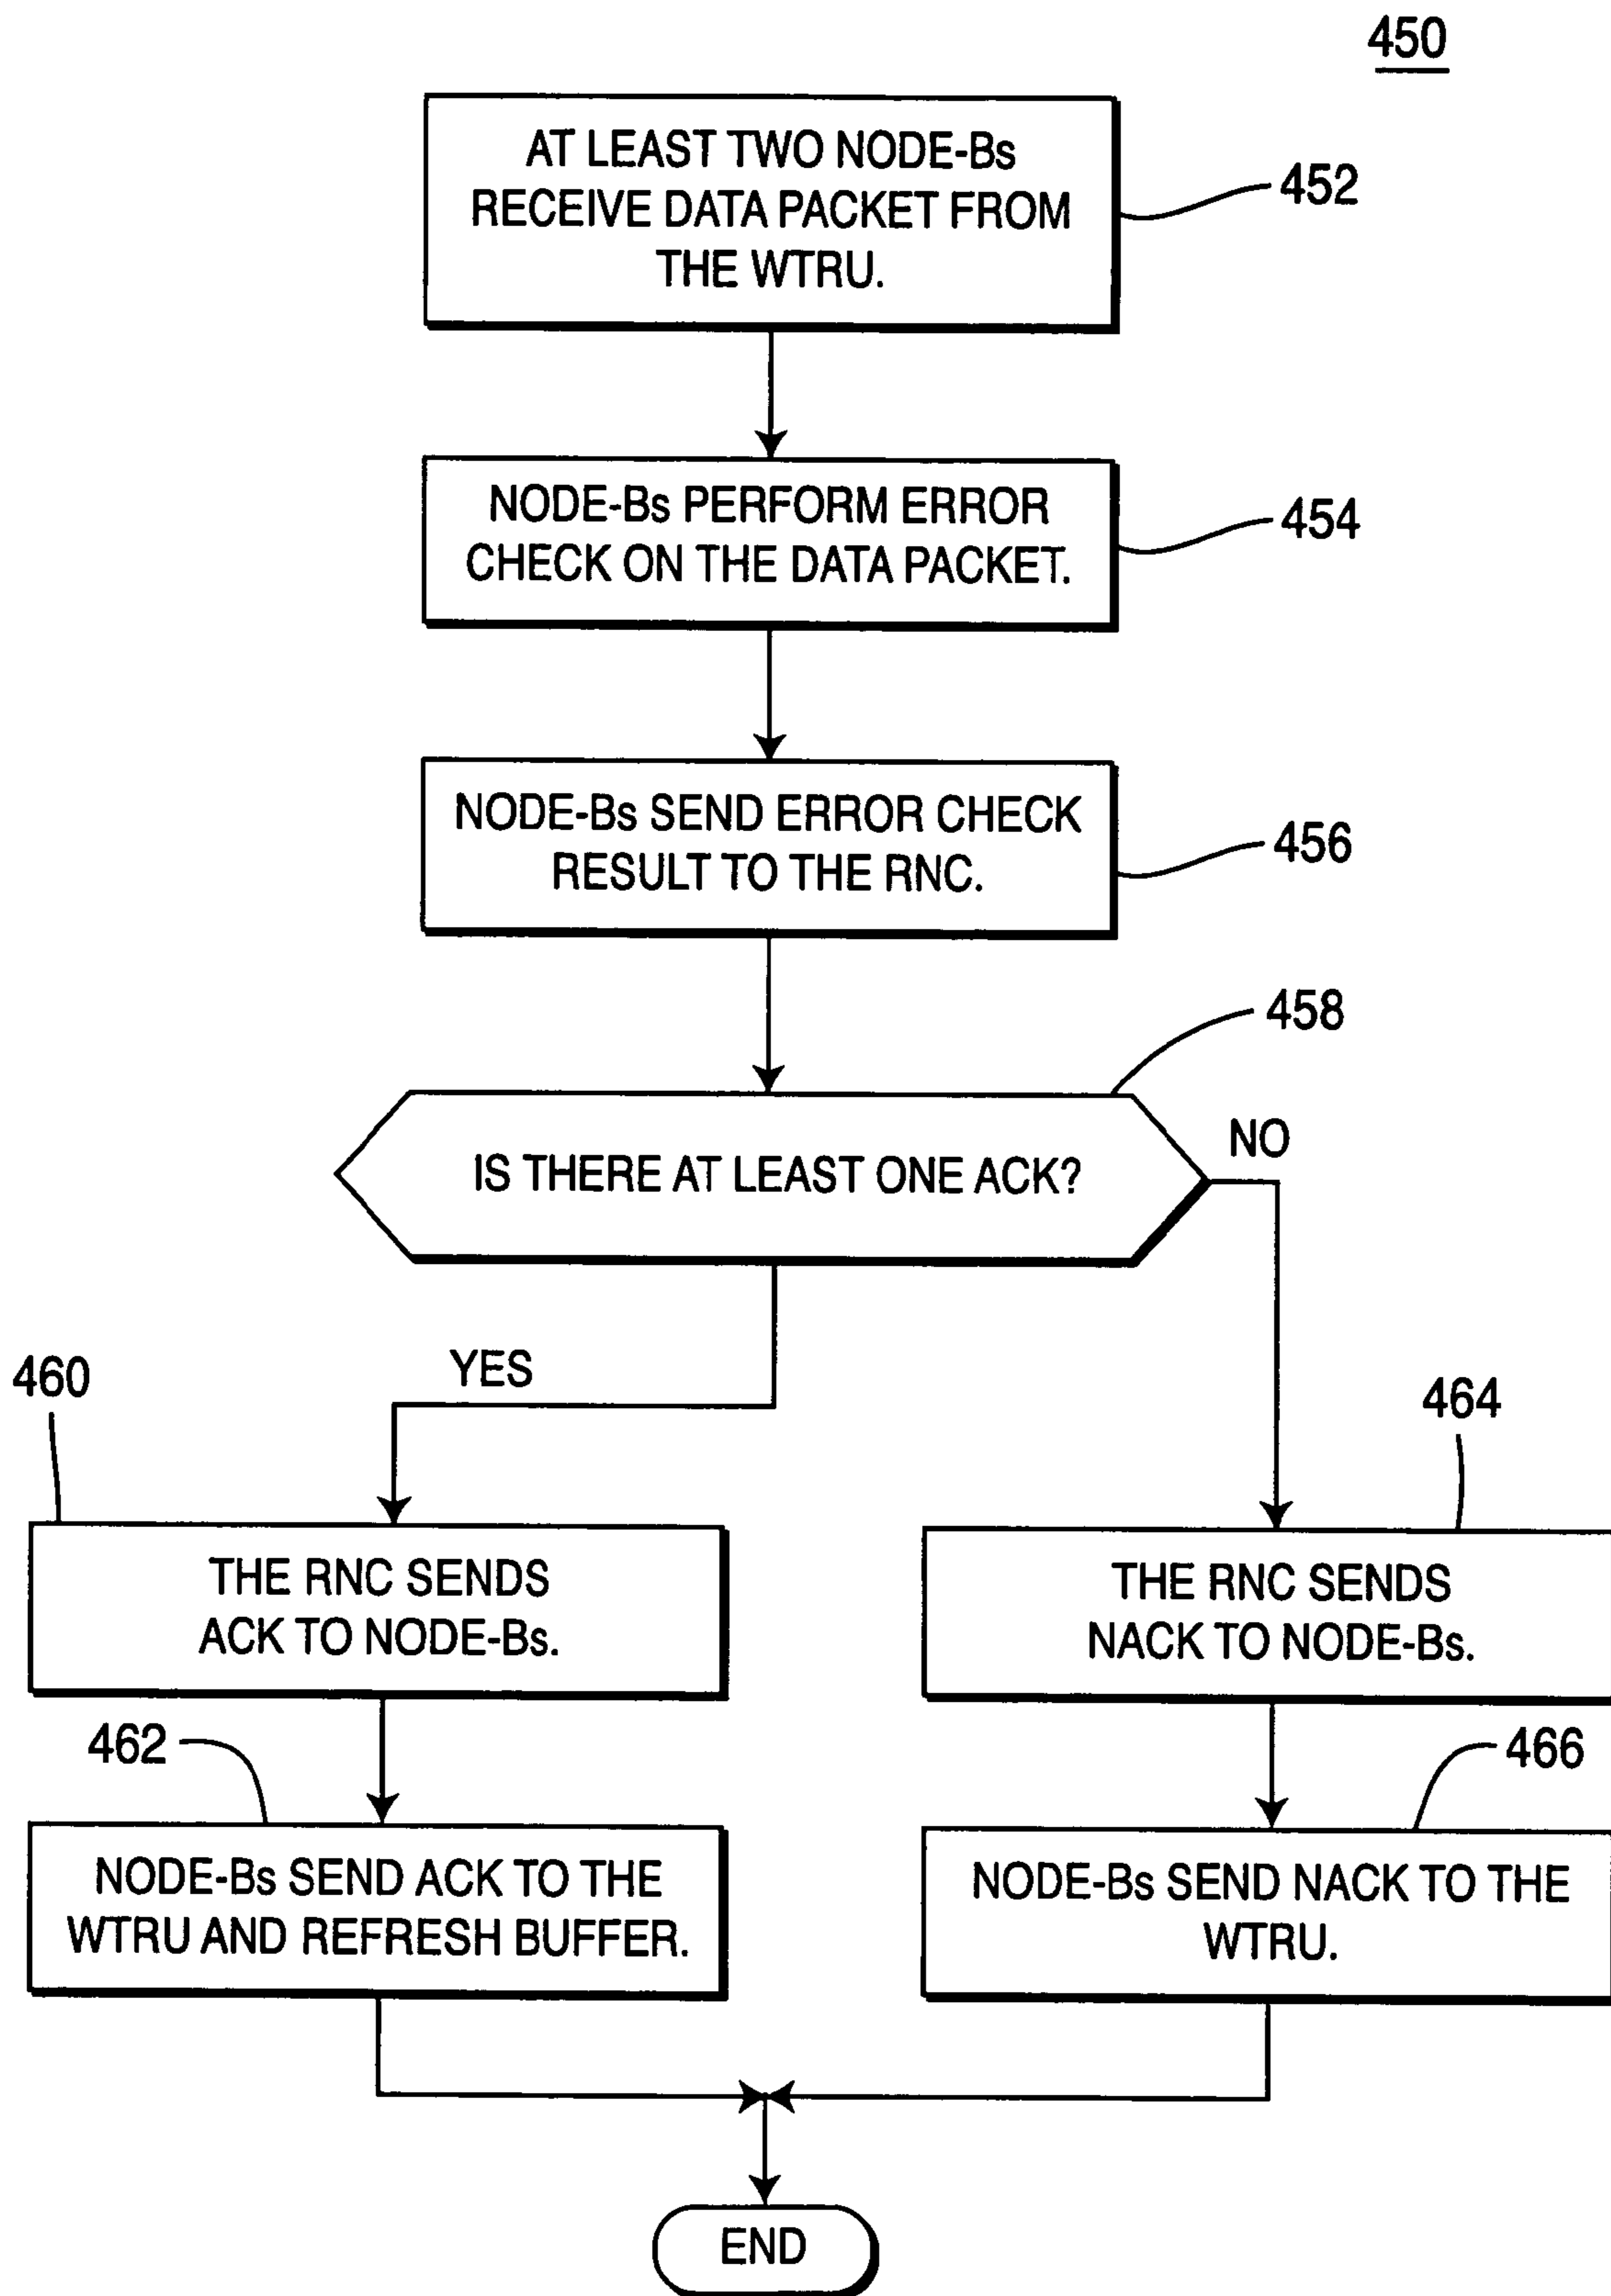 450
AT LEAST TWO NODE-Bs
RECEIVE DATA PACKET FROM
THE WTRU.
452
NODE-Bs PERFORM ERROR
CHECK ON THE DATA PACKET.
454
NODE-Bs SEND ERROR CHECK
RESULT TO THE RNC.
456
458
IS THERE AT LEAST ONE ACK?
NO
YES
460
464
THE RNC SENDS
ACK TO NODE-Bs.
THE RNC SENDS
NACK TO NODE-Bs.
462
466
NODE-Bs SEND ACK TO THE
WTRU AND REFRESH BUFFER.
NODE-Bs SEND NACK TO THE
WTRU.
END